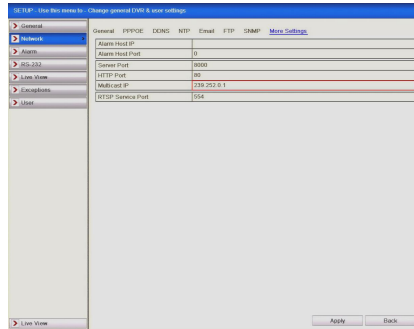 SETUP - Use this menu to - Change general DVR & user settings:
General
Network
Alarm
RS-232
Live View
Exceptions
User
General PPPOE DDNS NTP Email FTP SNMP More Settings
Alarm Host IP
Alarm Host Port 0
Server Port 8000
HTTP Port 80
Multicast IP 239.252.0.1
RTSP Service Port 554
Apply Back
Live View